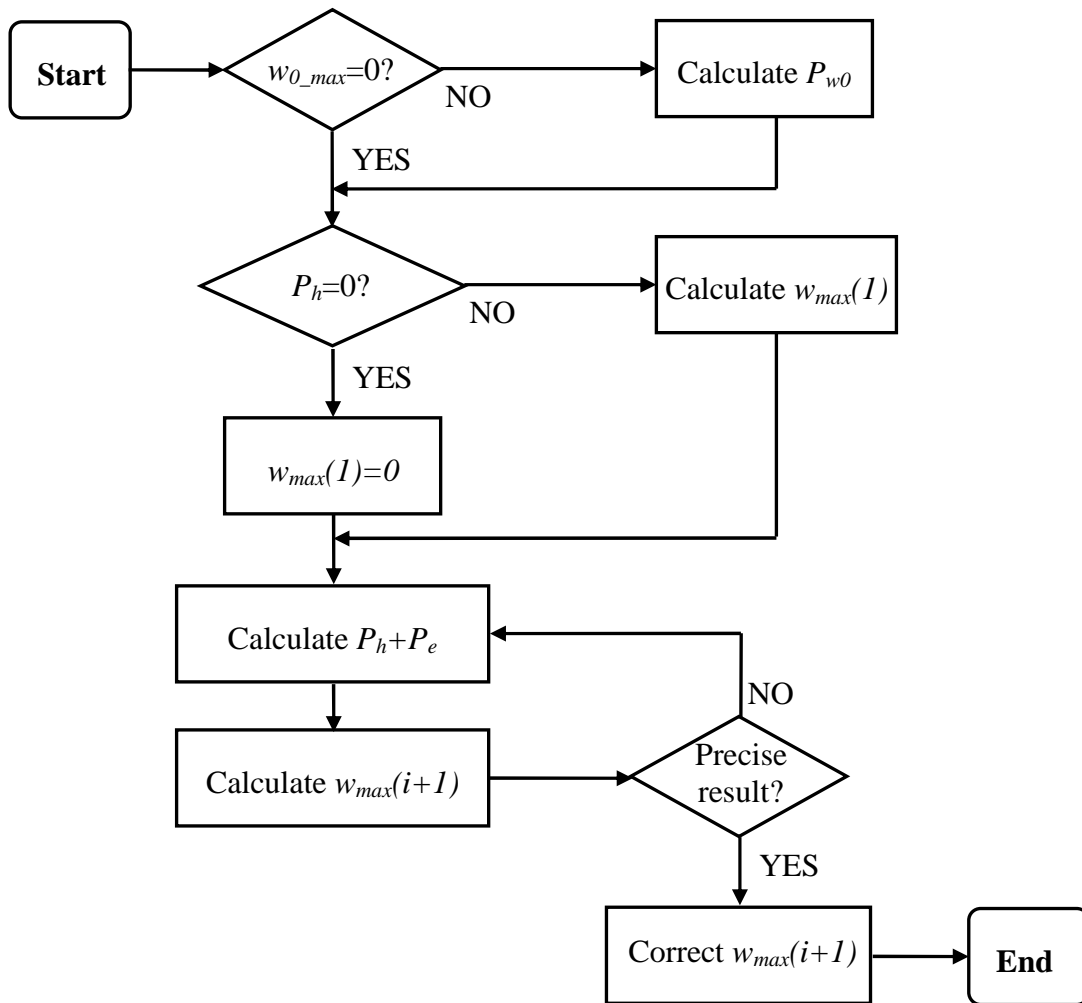 Start
w0_max=0?
NO
Calculate Pw0
YES
Ph=0?
NO
Calculate wmax(1)
YES
wmax(1)=0
Calculate Ph+Pe
NO
Calculate wmax(i+1)
Precise
result?
YES
Correct wmax(i+1)
End